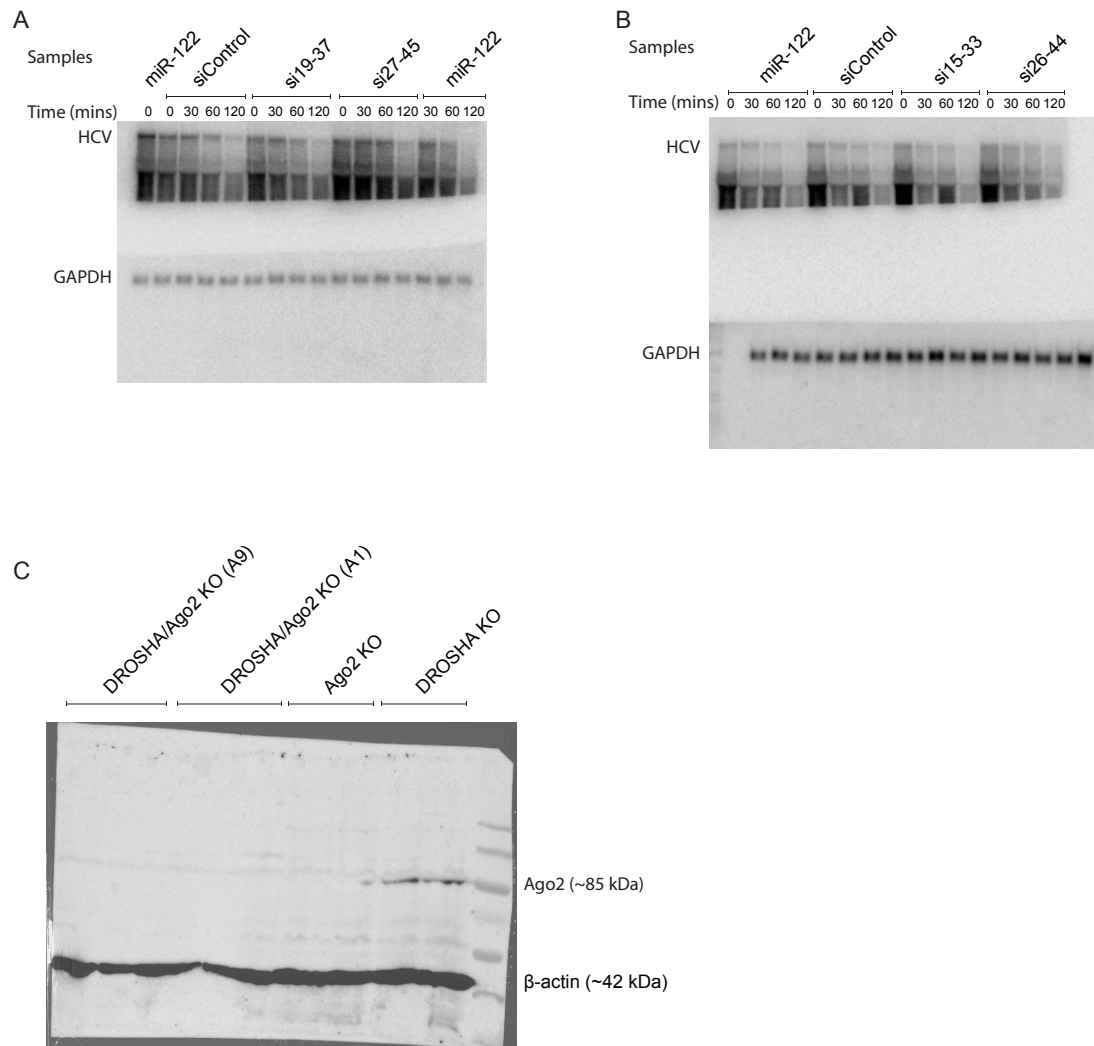 A
Samples
miR-122
siControl
si19-37
si27-45
miR-122
Time (mins)
0 0 30 60 120 0 30 60 120 0 30 60 120 30 60 120
HCV
GAPDH
B
Samples
miR-122
siControl
si15-33
si26-44
Time (mins)
0 30 60 120 0 30 60 120 0 30 60 120 0 30 60 120
HCV
GAPDH
C
DROSHA/Ago2 KO (A9)
DROSHA/Ago2 KO (A1)
Ago2 KO
DROSHA KO
Ago2 (~85 kDa)
β-actin (~42 kDa)